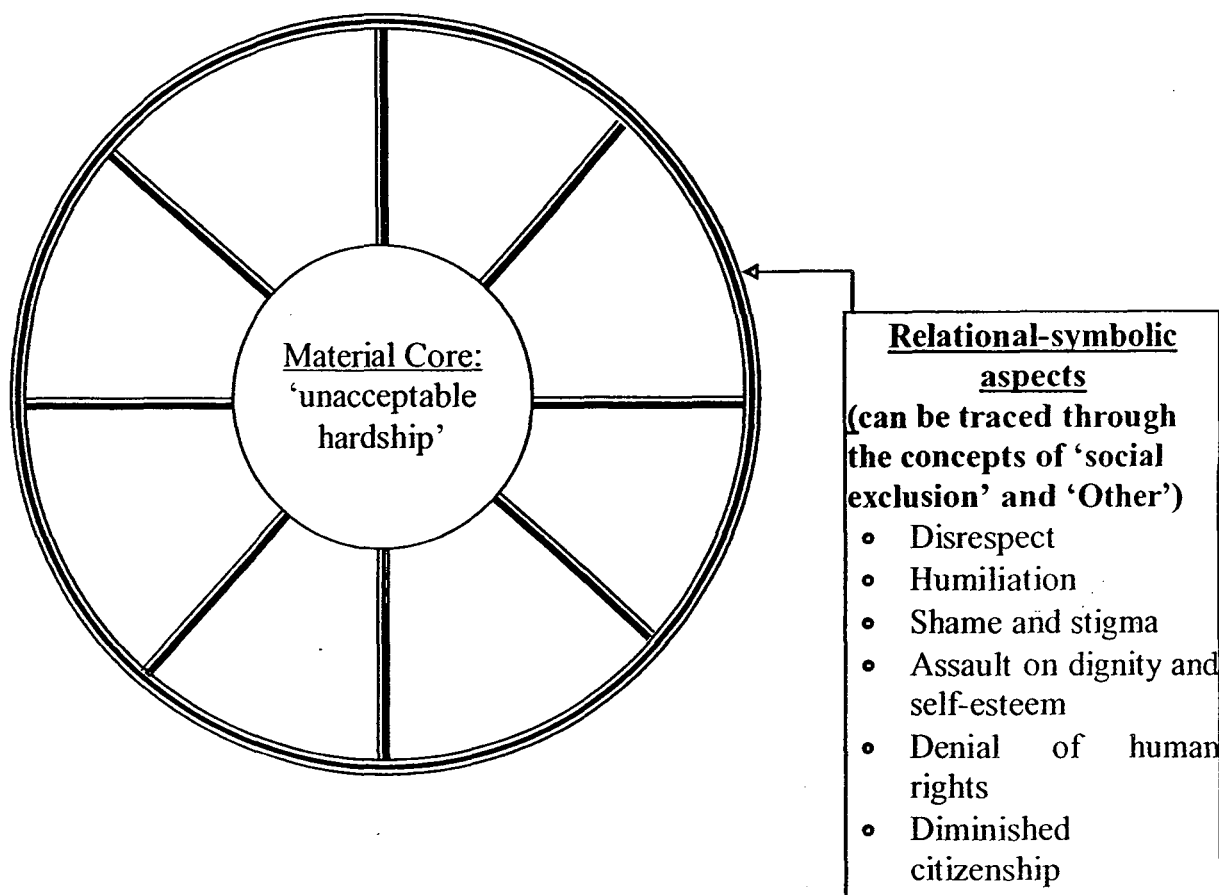 Material Core:
‘unacceptable
hardship’
Relational-symbolic
aspects
(can be traced through
the concepts of ‘social
exclusion’ and ‘Other’)
Disrespect
Humiliation
Shame and stigma
Assault on dignity and
self-esteem
Denial of human
rights
Diminished
citizenship